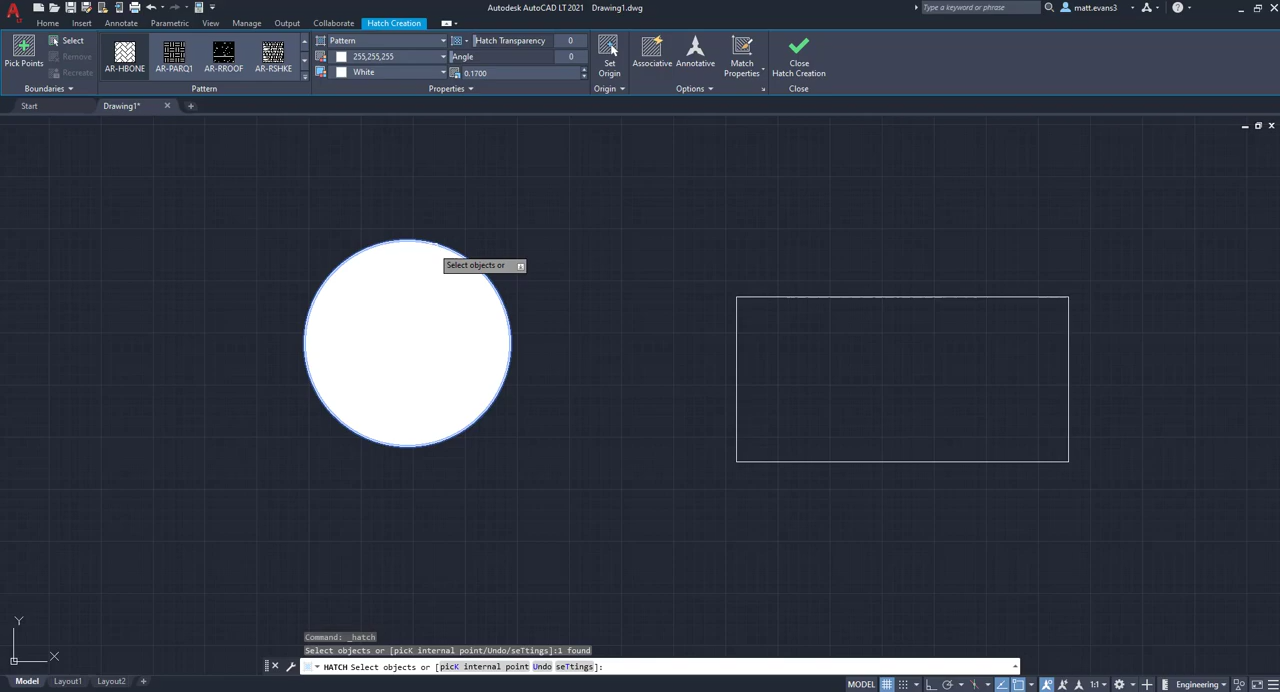 Autodesk AutoCAD LT 2021 Drawing1.dwg
Type a keyword or phrase
matt.evans3
Home Insert Annotate Parametric View Manage Output Collaborate Hatch Creation
Pick Points
Select
Remove
Recreate
Boundaries
AR-HBONE AR-PARQ1 AR-RROOF AR-RSHKE
Pattern
Pattern
255,255,255
White
Hatch Transparency 0
Angle 0
0.1700
Properties
Set Origin
Origin
Associative
Annotative
Match Properties
Options
Close Hatch Creation
Close
Start Drawing1*
Select objects or
Y
X
Command: _hatch
Select objects or [picK internal point/Undo/seTtings]:1 found
HATCH Select objects or [picK internal point Undo seTtings]:
Model Layout1 Layout2
MODEL
1:1
Engineering